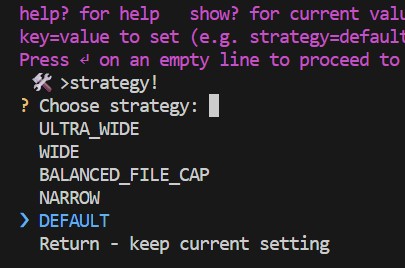 help? for help   show? for current valu
key=value to set (e.g. strategy=default
Press ↵ on an empty line to proceed to
🛠 >strategy!
? Choose strategy:
ULTRA_WIDE
WIDE
BALANCED_FILE_CAP
NARROW
❯ DEFAULT
Return - keep current setting